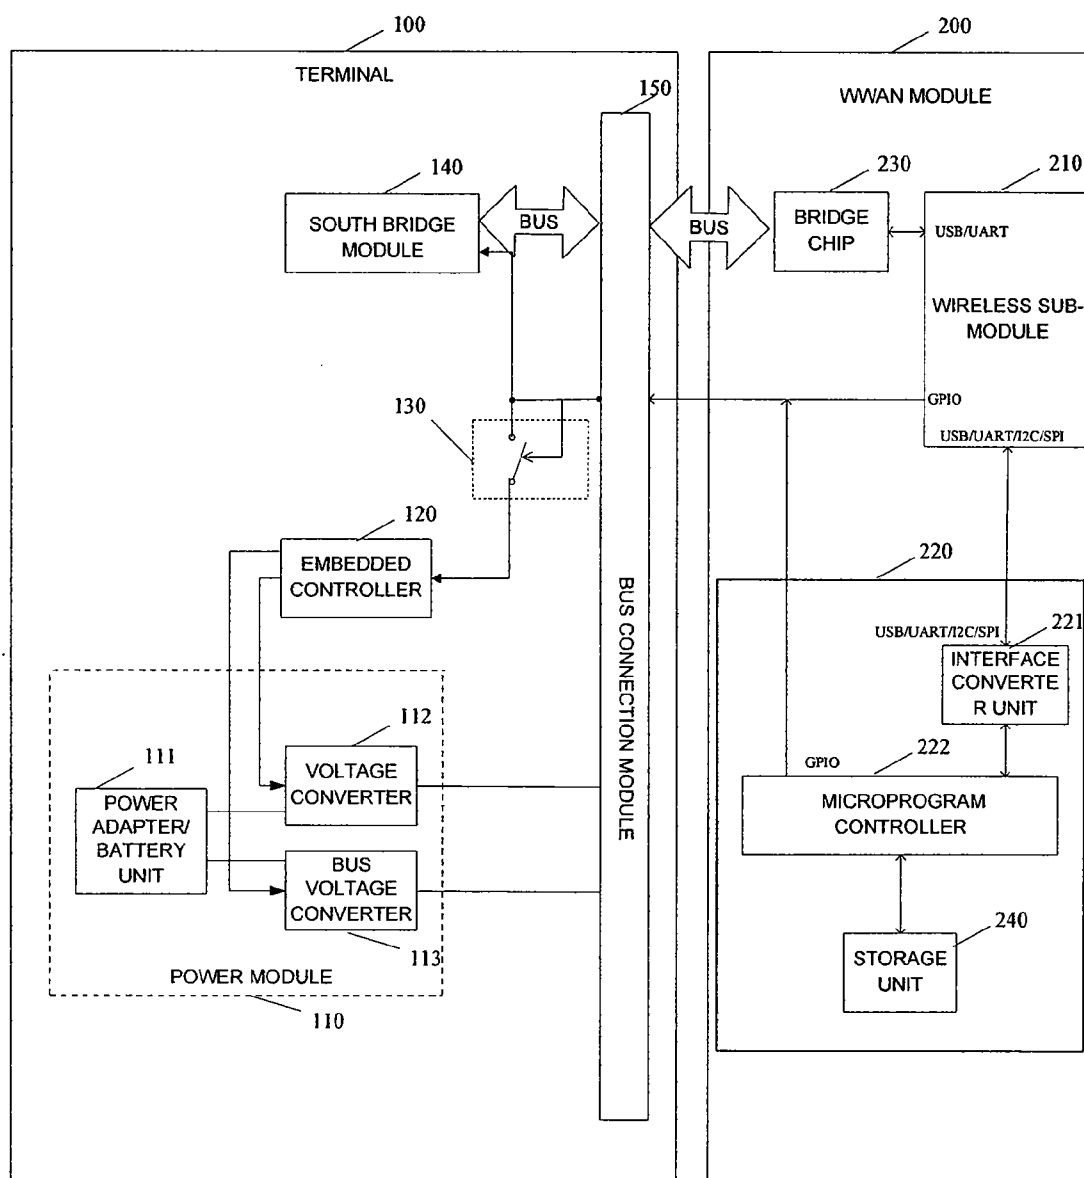 100
200
TERMINAL
150
WWAN MODULE
140
230
210
SOUTH BRIDGE
MODULE
BUS
BUS
BRIDGE
CHIP
USB/UART
WIRELESS SUB-
MODULE
130
GPIO
USB/UART/I2C/SPI
120
EMBEDDED
CONTROLLER
220
BUS CONNECTION MODULE
USB/UART/I2C/SPI
221
INTERFACE
CONVERTE
R UNIT
112
111
VOLTAGE
CONVERTER
GPIO
222
POWER
ADAPTER/
BATTERY
UNIT
MICROPROGRAM
CONTROLLER
BUS
VOLTAGE
CONVERTER
113
240
STORAGE
UNIT
POWER MODULE
110